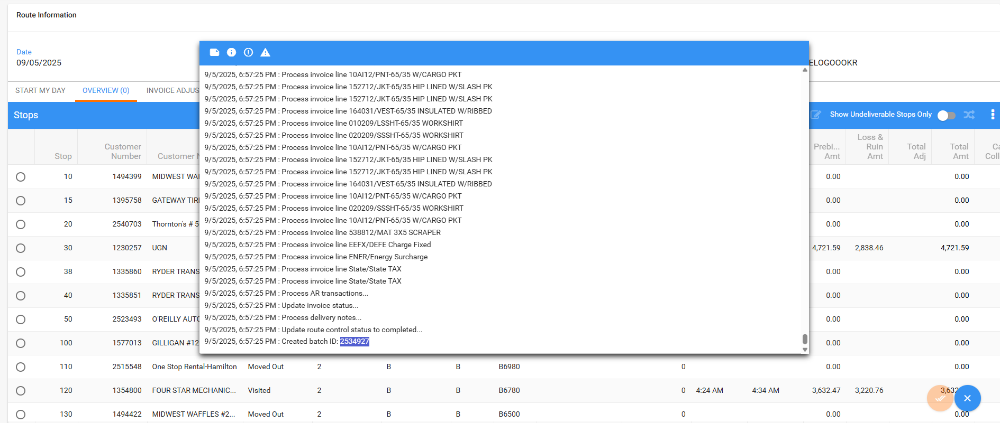 Route Information
Date
09/05/2025
ELOGOOOKR
START MY DAY
OVERVIEW (0)
INVOICE ADJUS
Stops
Show Undeliverable Stops Only
Stop
Customer Number
Customer N
Prebi... Amt
Loss & Ruin Amt
Total Adj
Total Amt
Ca
Coll
9/5/2025, 6:57:25 PM : Process invoice line 10AI12/PNT-65/35 W/CARGO PKT
9/5/2025, 6:57:25 PM : Process invoice line 152712/JKT-65/35 HIP LINED W/SLASH PK
9/5/2025, 6:57:25 PM : Process invoice line 152712/JKT-65/35 HIP LINED W/SLASH PK
9/5/2025, 6:57:25 PM : Process invoice line 164031/VEST-65/35 INSULATED W/RIBBED
9/5/2025, 6:57:25 PM : Process invoice line 010209/LSSHT-65/35 WORKSHIRT
9/5/2025, 6:57:25 PM : Process invoice line 020209/SSSHT-65/35 WORKSHIRT
9/5/2025, 6:57:25 PM : Process invoice line 10AI12/PNT-65/35 W/CARGO PKT
9/5/2025, 6:57:25 PM : Process invoice line 152712/JKT-65/35 HIP LINED W/SLASH PK
9/5/2025, 6:57:25 PM : Process invoice line 152712/JKT-65/35 HIP LINED W/SLASH PK
9/5/2025, 6:57:25 PM : Process invoice line 164031/VEST-65/35 INSULATED W/RIBBED
9/5/2025, 6:57:25 PM : Process invoice line 10AI12/PNT-65/35 W/CARGO PKT
9/5/2025, 6:57:25 PM : Process invoice line 020209/SSSHT-65/35 WORKSHIRT
9/5/2025, 6:57:25 PM : Process invoice line 10AI12/PNT-65/35 W/CARGO PKT
9/5/2025, 6:57:25 PM : Process invoice line 538812/MAT 3X5 SCRAPER
9/5/2025, 6:57:25 PM : Process invoice line EEFX/DEFE Charge Fixed
9/5/2025, 6:57:25 PM : Process invoice line ENER/Energy Surcharge
9/5/2025, 6:57:25 PM : Process invoice line State/State TAX
9/5/2025, 6:57:25 PM : Process invoice line State/State TAX
9/5/2025, 6:57:25 PM : Process AR transactions...
9/5/2025, 6:57:25 PM : Update invoice status...
9/5/2025, 6:57:25 PM : Process delivery notes...
9/5/2025, 6:57:25 PM : Update route control status to completed...
9/5/2025, 6:57:25 PM : Created batch ID: 2534927
10 1494399 MIDWEST WA 0.00 0.00
15 1395758 GATEWAY TIR 0.00 0.00
20 2540703 Thornton's # 5 0.00 0.00
30 1230257 UGN 4,721.59 2,838.46 4,721.59
38 1335860 RYDER TRANS 0.00 0.00
40 1335851 RYDER TRANS 0.00 0.00
50 2523493 O'REILLY AUTO 0.00 0.00
100 1577013 GILLIGAN #12 0.00 0.00
110 2515548 One Stop Rental-Hamilton Moved Out 2 B B B6980 0 0.00 0.00
120 1354800 FOUR STAR MECHANIC... Visited 2 B B B6780 0 4:24 AM 4:34 AM 3,632.47 3,220.76 3,632
130 1494422 MIDWEST WAFFLES #2... Moved Out 2 B B B6500 0 0.00 0.00